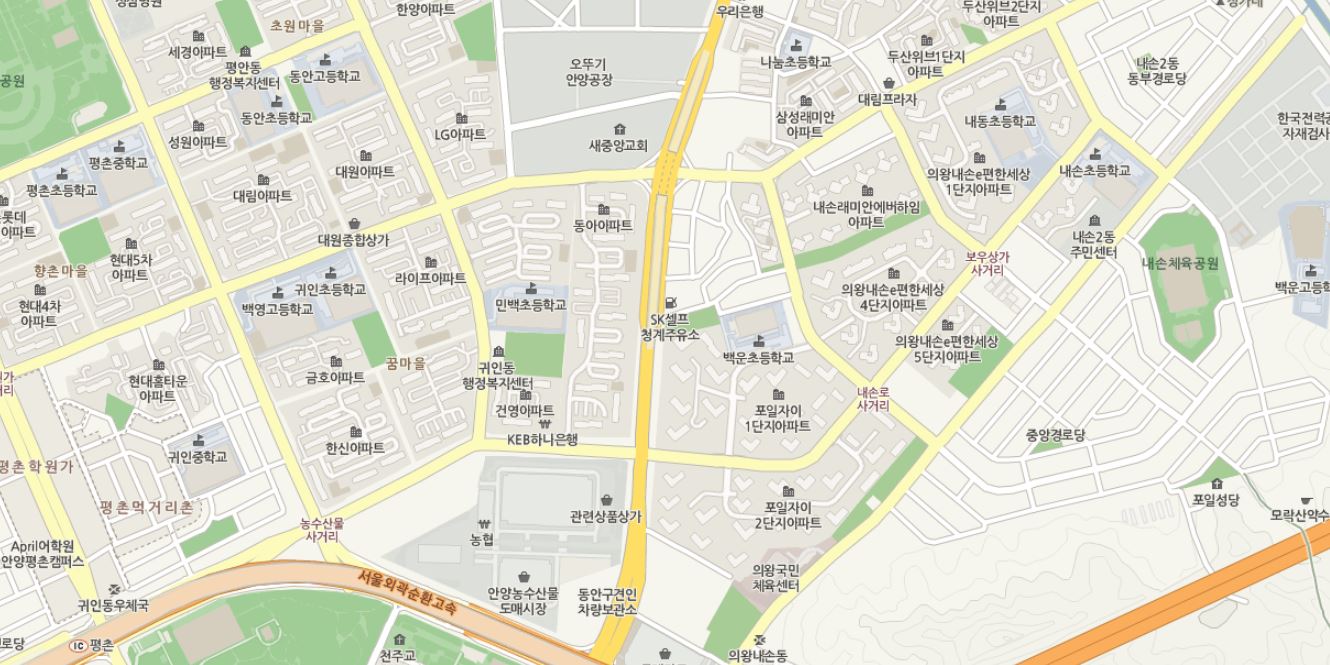 한양아파트
우리은행
두산위브2단지
아파트
초원마을
세경아파트
평안동
행정복지센터
동안고등학교
오뚜기
안양공장
나눔초등학교
두산위브1단지
아파트
내손2동
동부경로당
공원
동안초등학교
대림프라자
성원아파트
LG아파트
새중앙교회
삼성래미안
아파트
내동초등학교
한국전력공
자재검사
평촌중학교
대원아파트
평촌초등학교
대림아파트
의왕내손e편한세상
1단지아파트
내손초등학교
롯데
아파트
대원종합상가
동아아파트
내손래미안에버하임
아파트
내손2동
주민센터
현대5차
아파트
향촌마을
라이프아파트
보우상가
사거리
내손체육공원
현대4차
아파트
귀인초등학교
백영고등학교
민백초등학교
의왕내손e편한세상
4단지아파트
백운고등학
SK셀프
청계주유소
백운초등학교
의왕내손e편한세상
5단지아파트
꿈마을
금호아파트
귀인동
행정복지센터
현대홈타운
아파트
건영아파트
포일자이
1단지아파트
내손로
사거리
KEB하나은행
한신아파트
중앙경로당
귀인중학교
평촌학원가
평촌먹거리촌
농수산물
사거리
관련상품상가
농협
포일자이
2단지아파트
포일성당
모락산약수
April어학원
안양평촌캠퍼스
서울외곽순환고속
안양농수산물
도매시장
동안구견인
차량보관소
의왕국민
체육센터
귀인동우체국
IC 평촌
천주교
의왕내손동